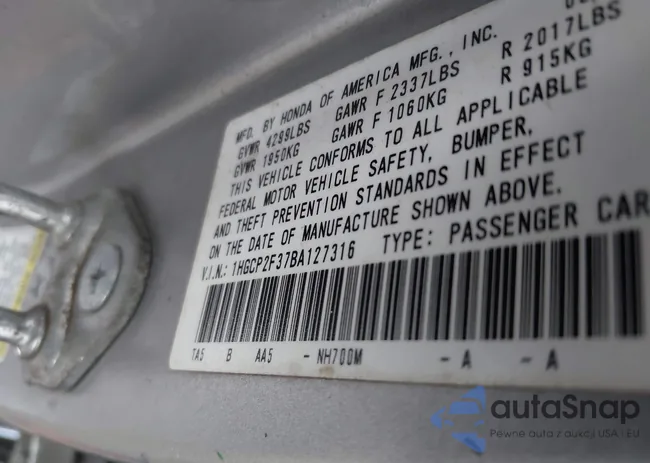 MFD. BY HONDA OF AMERICA MFG., INC.
GVWR 4299LBS GAWR F 2337LBS R 2017LBS
GVWR 1950KG GAWR F 1060KG R 915KG
THIS VEHICLE CONFORMS TO ALL APPLICABLE
FEDERAL MOTOR VEHICLE SAFETY, BUMPER,
AND THEFT PREVENTION STANDARDS IN EFFECT
ON THE DATE OF MANUFACTURE SHOWN ABOVE.
V.I.N.: 1HGCP2F37BA127316 TYPE: PASSENGER CAR
TA5 B AA5 - NH700M - A - A
autaSnap
Pewne auta z aukcji USA - EU